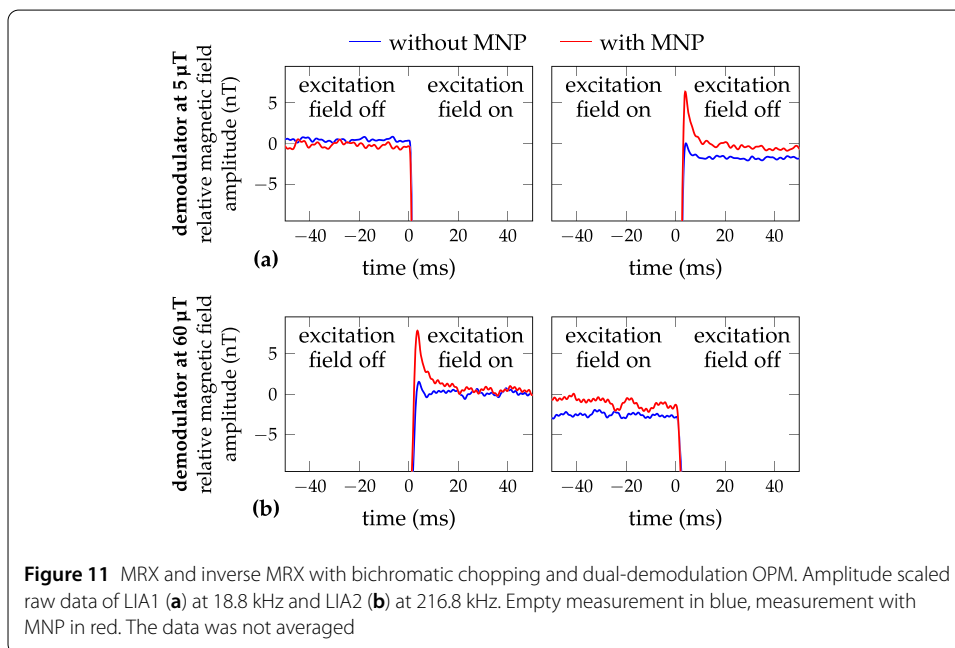 — without MNP — with MNP
demodulator at 5 µT
relative magnetic field
amplitude (nT)
5
0
−5
excitation
field off
excitation
field on
−40 −20 0 20 40
time (ms)
excitation
field on
excitation
field off
−40 −20 0 20 40
time (ms)
(a)
demodulator at 60 µT
relative magnetic field
amplitude (nT)
5
0
−5
excitation
field off
excitation
field on
−40 −20 0 20 40
time (ms)
excitation
field on
excitation
field off
−40 −20 0 20 40
time (ms)
(b)
Figure 11 MRX and inverse MRX with bichromatic chopping and dual-demodulation OPM. Amplitude scaled
raw data of LIA1 (a) at 18.8 kHz and LIA2 (b) at 216.8 kHz. Empty measurement in blue, measurement with
MNP in red. The data was not averaged